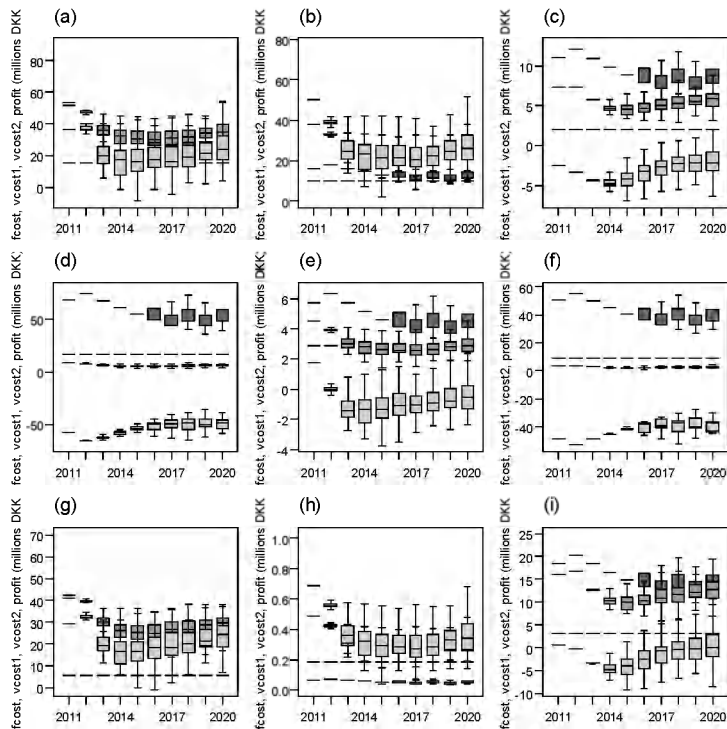 (a)
fcost, vcost1, vcost2, profit (millions DKK
80
60
40
20
0
2011 2014 2017 2020
(b)
fcost, vcost1, vcost2, profit (millions DKK
80
60
40
20
0
2011 2014 2017 2020
(c)
fcost, vcost1, vcost2, profit (millions DKK
10
5
0
-5
2011 2014 2017 2020
(d)
fcost, vcost1, vcost2, profit (millions DKK;
50
0
-50
2011 2014 2017 2020
(e)
fcost, vcost1, vcost2, profit (millions DKK;
6
4
2
0
-2
-4
2011 2014 2017 2020
(f)
fcost, vcost1, vcost2, profit (millions DKK;
60
40
20
0
-20
-40
2011 2014 2017 2020
(g)
fcost, vcost1, vcost2, profit (millions DKK
70
60
50
40
30
20
10
0
2011 2014 2017 2020
(h)
fcost, vcost1, vcost2, profit (millions DKK
1.0
0.8
0.6
0.4
0.2
0.0
2011 2014 2017 2020
(i)
fcost, vcost1, vcost2, profit (millions DKK
25
20
15
10
5
0
-5
-10
2011 2014 2017 2020